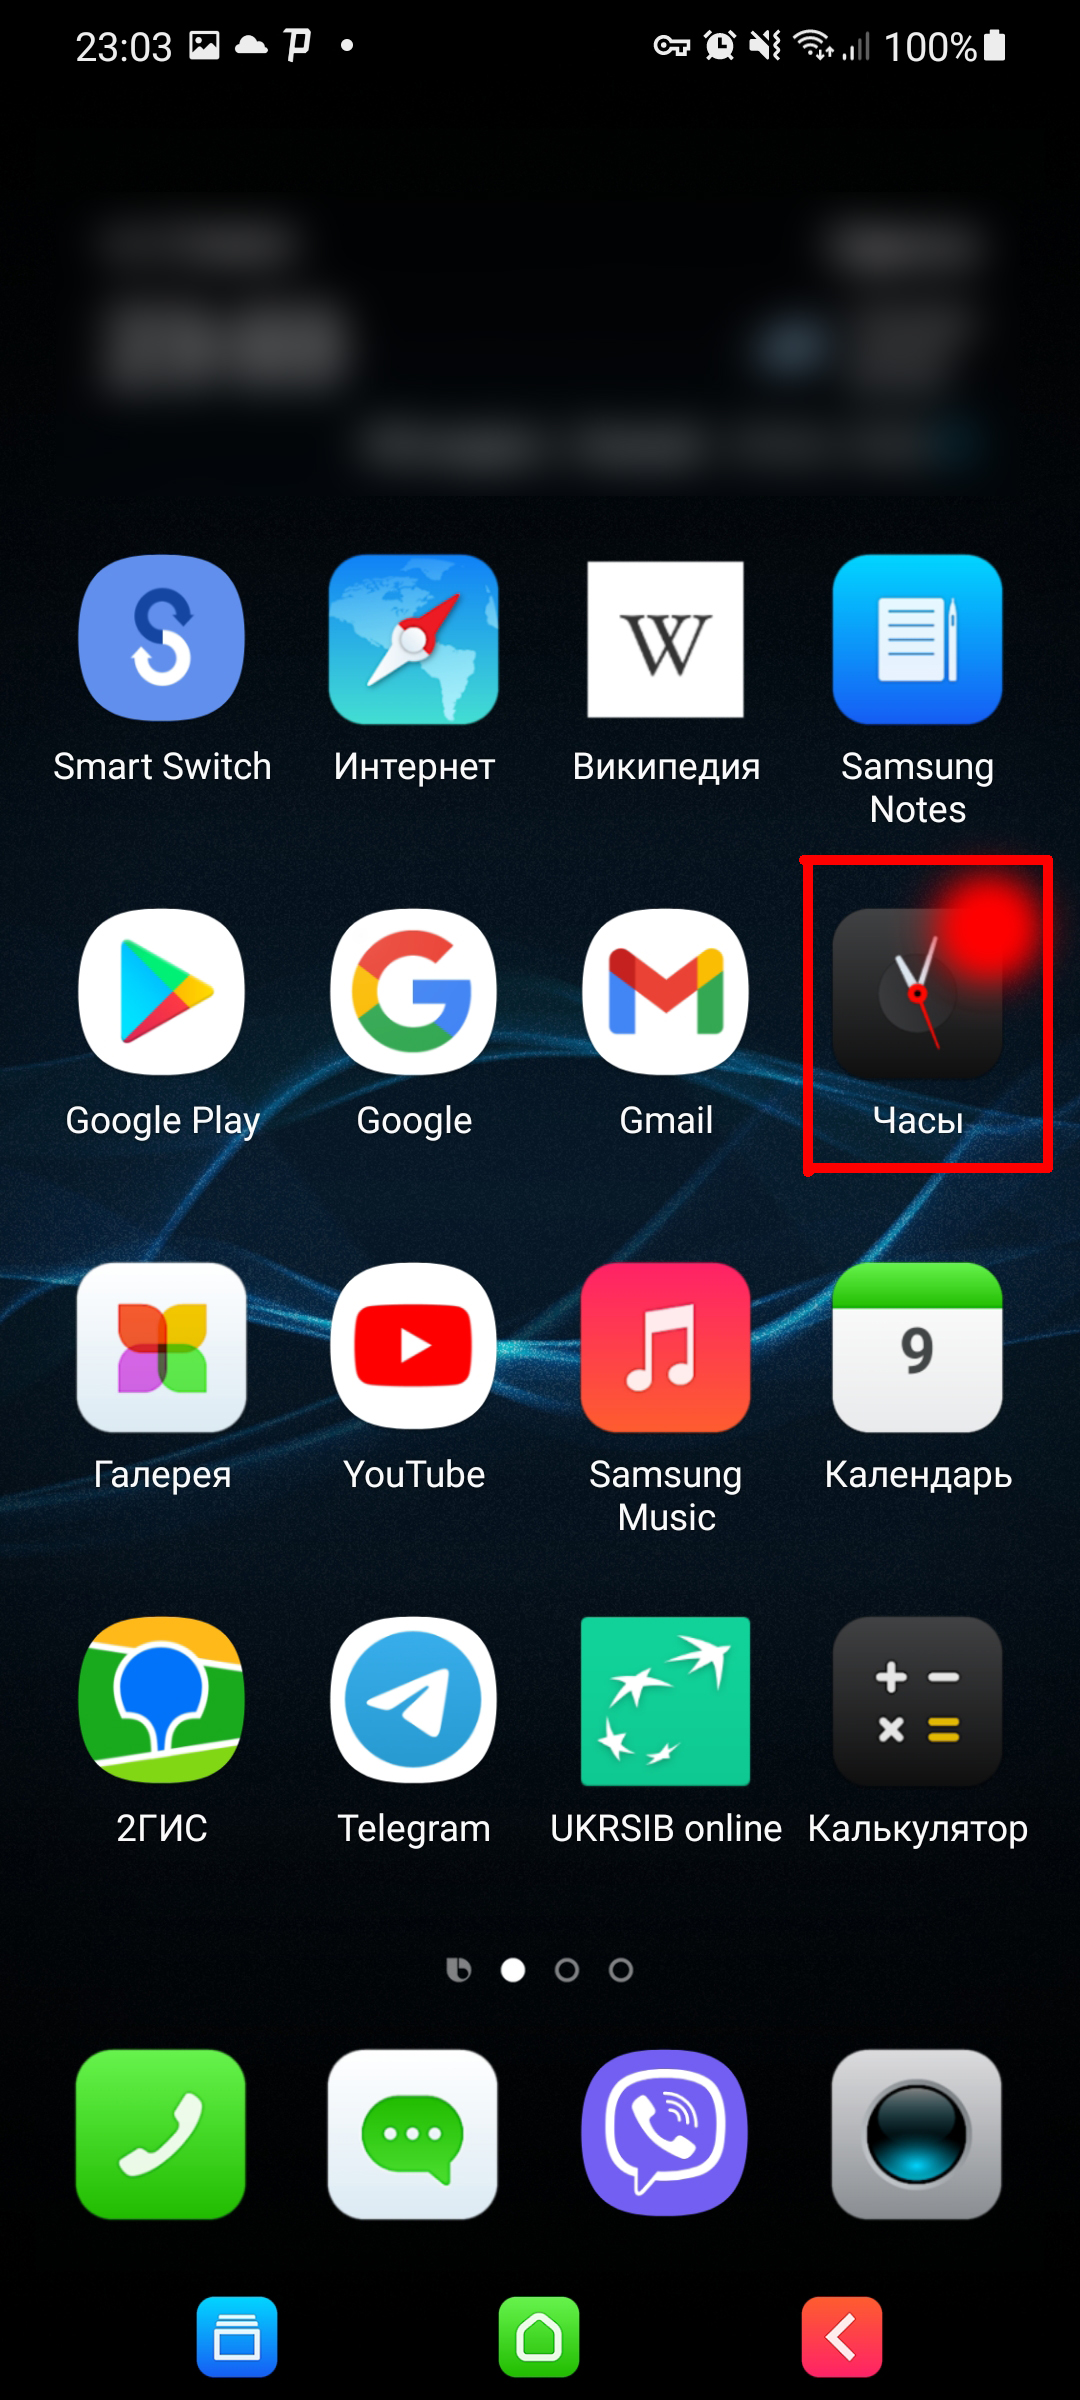 23:03 100%
Smart Switch Интернет Википедия Samsung Notes
W
Google Play Google Gmail Часы
9
Галерея YouTube Samsung Music Календарь
2ГИС Telegram UKRSIB online Калькулятор